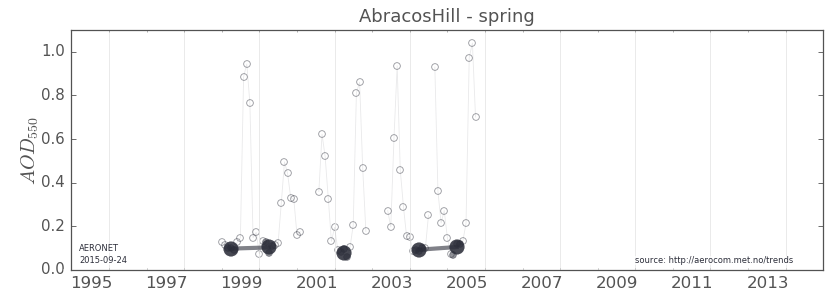 AbracosHill - spring
1.0
0.8
0.6
0.4
0.2
0.0
AOD550
AERONET
2015-09-24
source: http://aerocom.met.no/trends
1995 1997 1999 2001 2003 2005 2007 2009 2011 2013